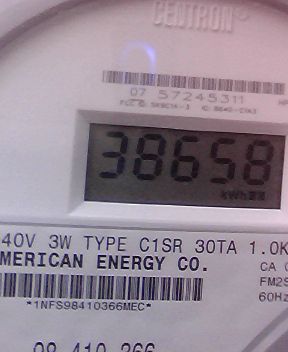 CENTRON®
07 57245311
38658
kWh
40V 3W TYPE C1SR 30TA 1.0K
MERICAN ENERGY CO.
CA
FM2S
60Hz
*1NFS98410366MEC*
98 410 366